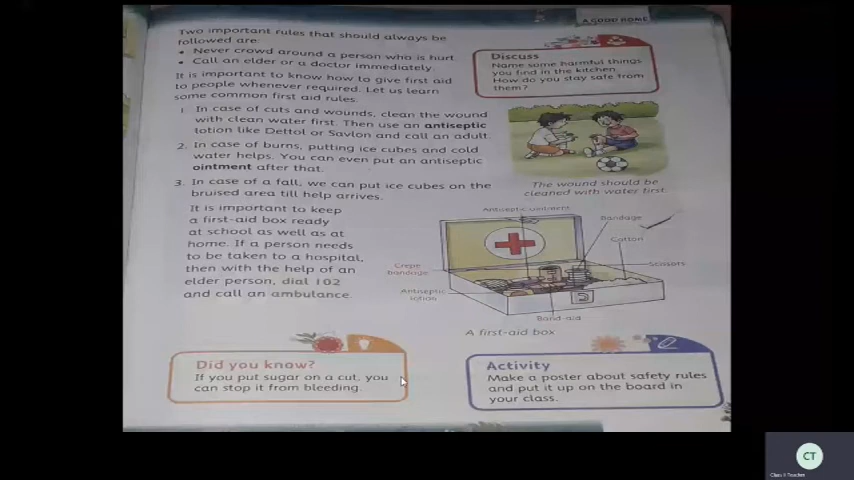 A GOOD HOME
Two important rules that should always be
followed are:
• Never crowd around a person who is hurt.
• Call an elder or a doctor immediately.
It is important to know how to give first aid
to people whenever required. Let us learn
some common first aid rules.
1. In case of cuts and wounds, clean the wound
with clean water first. Then use an antiseptic
lotion like Dettol or Savlon and call an adult.
2. In case of burns, putting ice cubes and cold
water helps. You can even put an antiseptic
ointment after that.
3. In case of a fall, we can put ice cubes on the
bruised area till help arrives.
It is important to keep
a first-aid box ready
at school as well as at
home. If a person needs
to be taken to a hospital,
then with the help of an
elder person, dial 102
and call an ambulance.
Discuss
Name some harmful things
you find in the kitchen.
How do you stay safe from
them?
The wound should be
cleaned with water first.
Antiseptic ointment
Bandage
Cotton
Scissors
Crepe
bandage
Antiseptic
lotion
Band-aid
A first-aid box
Did you know?
If you put sugar on a cut, you
can stop it from bleeding.
Activity
Make a poster about safety rules
and put it up on the board in
your class.
CT
Class II Teacher